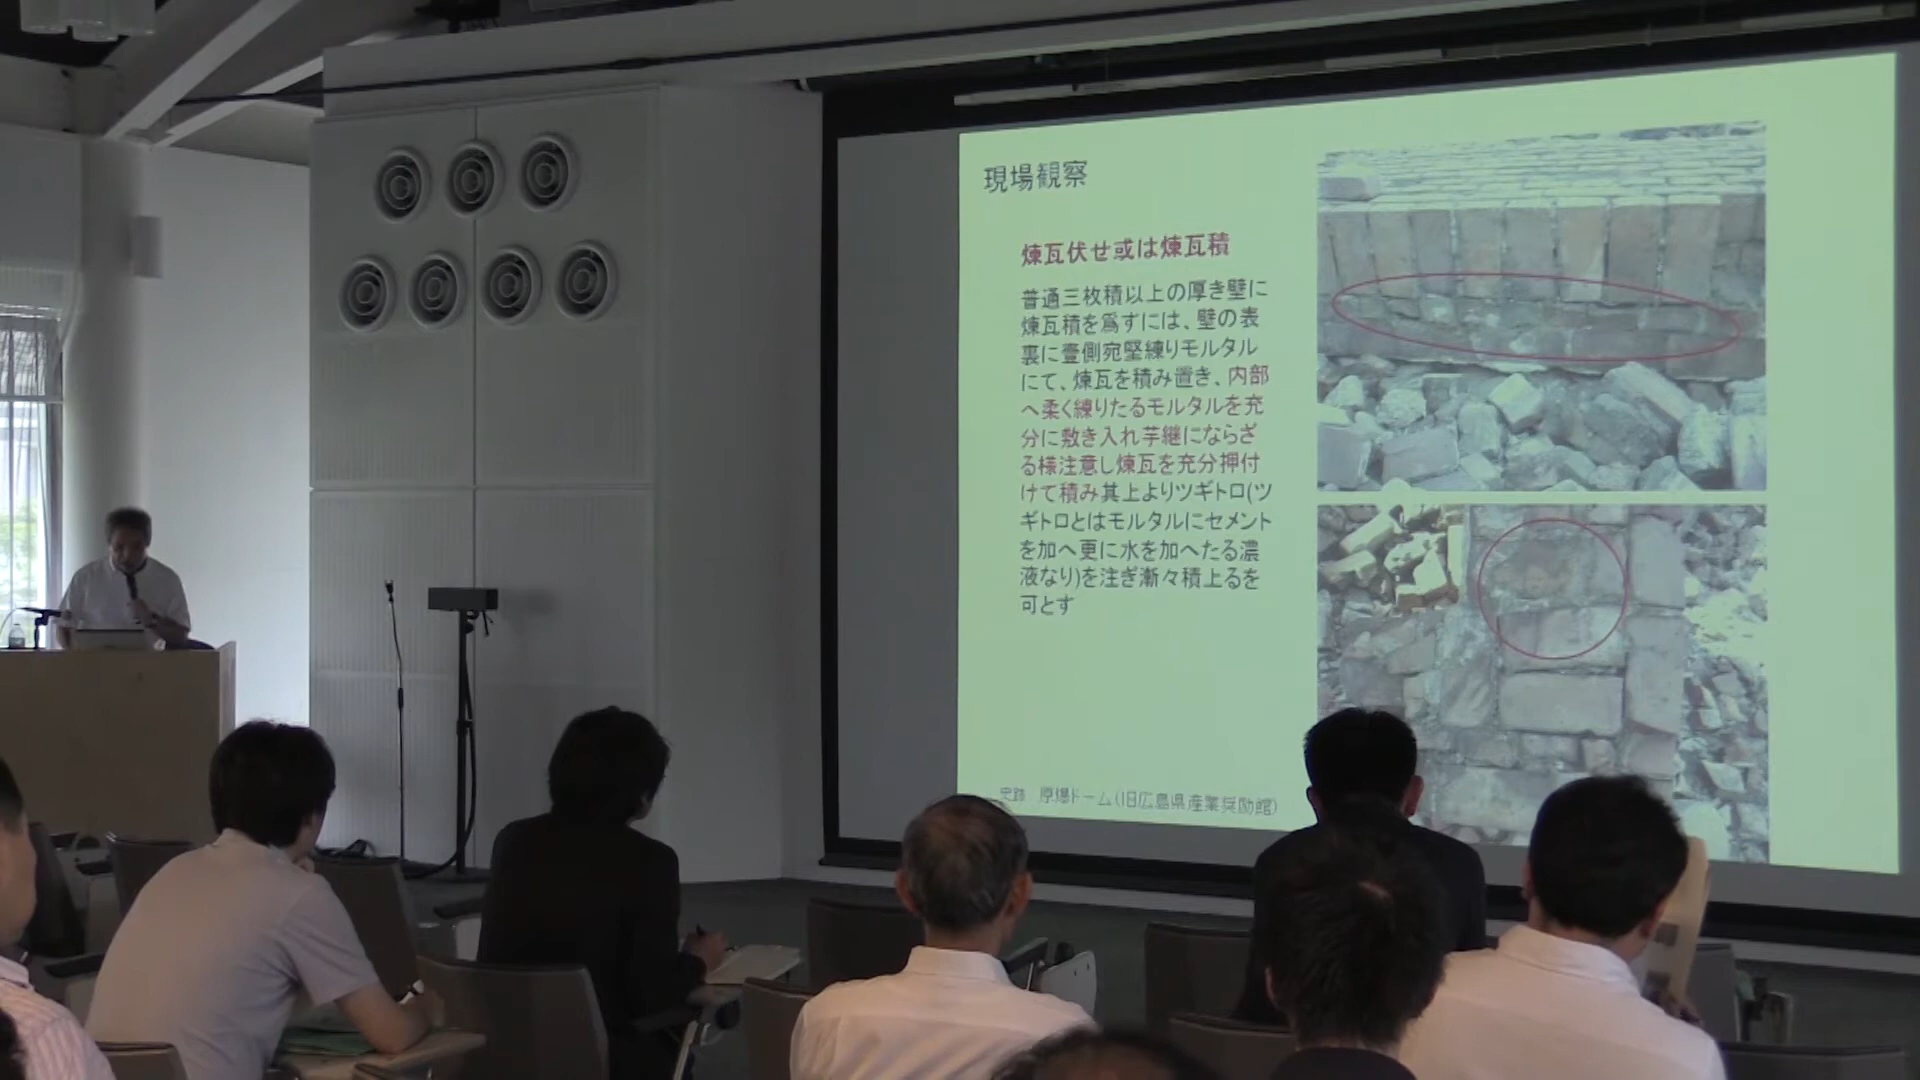 現場観察
煉瓦伏せ或は煉瓦積
普通三枚積以上の厚き壁に
煉瓦積を爲すには、壁の表
裏に壹側宛堅練りモルタル
にて、煉瓦を積み置き、内部
へ柔く練りたるモルタルを充
分に敷き入れ芋継にならざ
る様注意し煉瓦を充分押付
けて積み其上よりツギトロ(ツ
ギトロとはモルタルにセメント
を加へ更に水を加へたる濃
液なり)を注ぎ漸々積上るを
可とす
史跡 原爆ドーム(旧広島県産業奨励館)